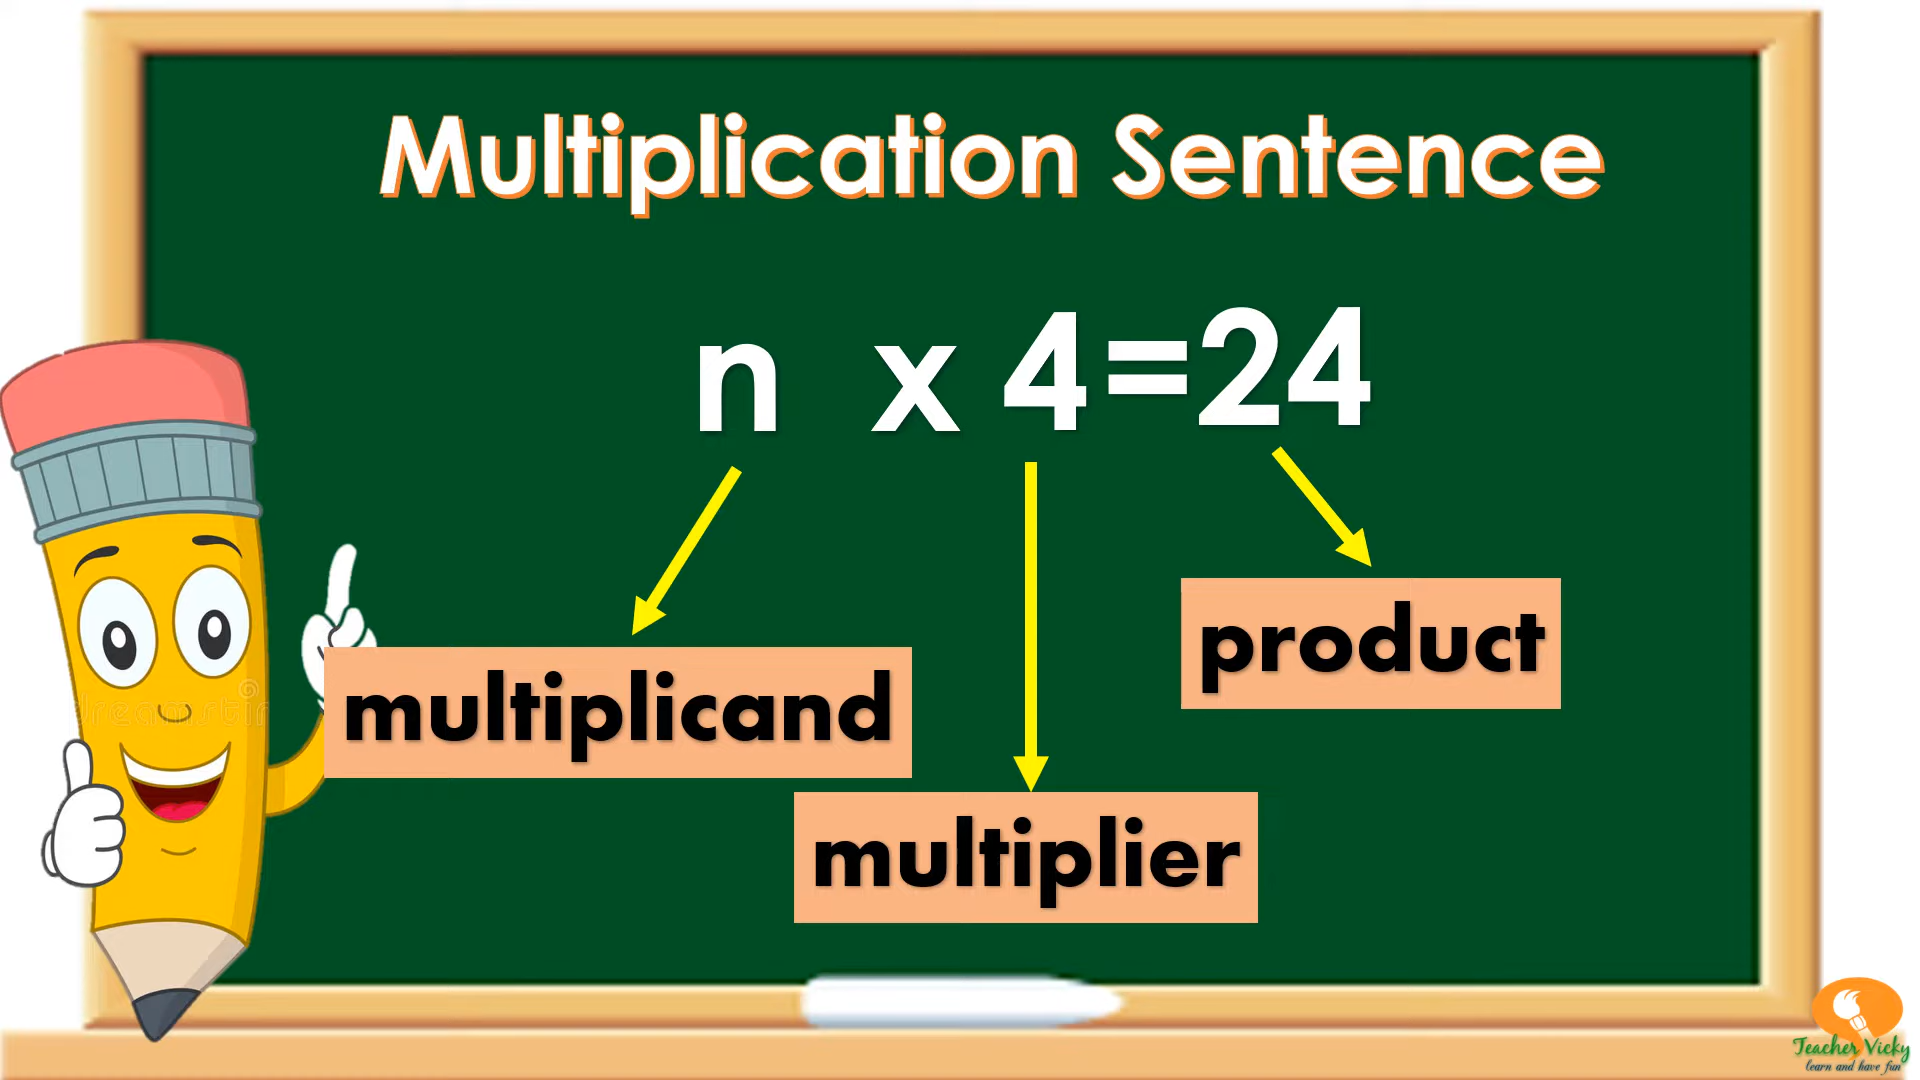 Multiplication Sentence
n x 4=24
product
multiplicand
multiplier
Teacher Vicky
learn and have fun